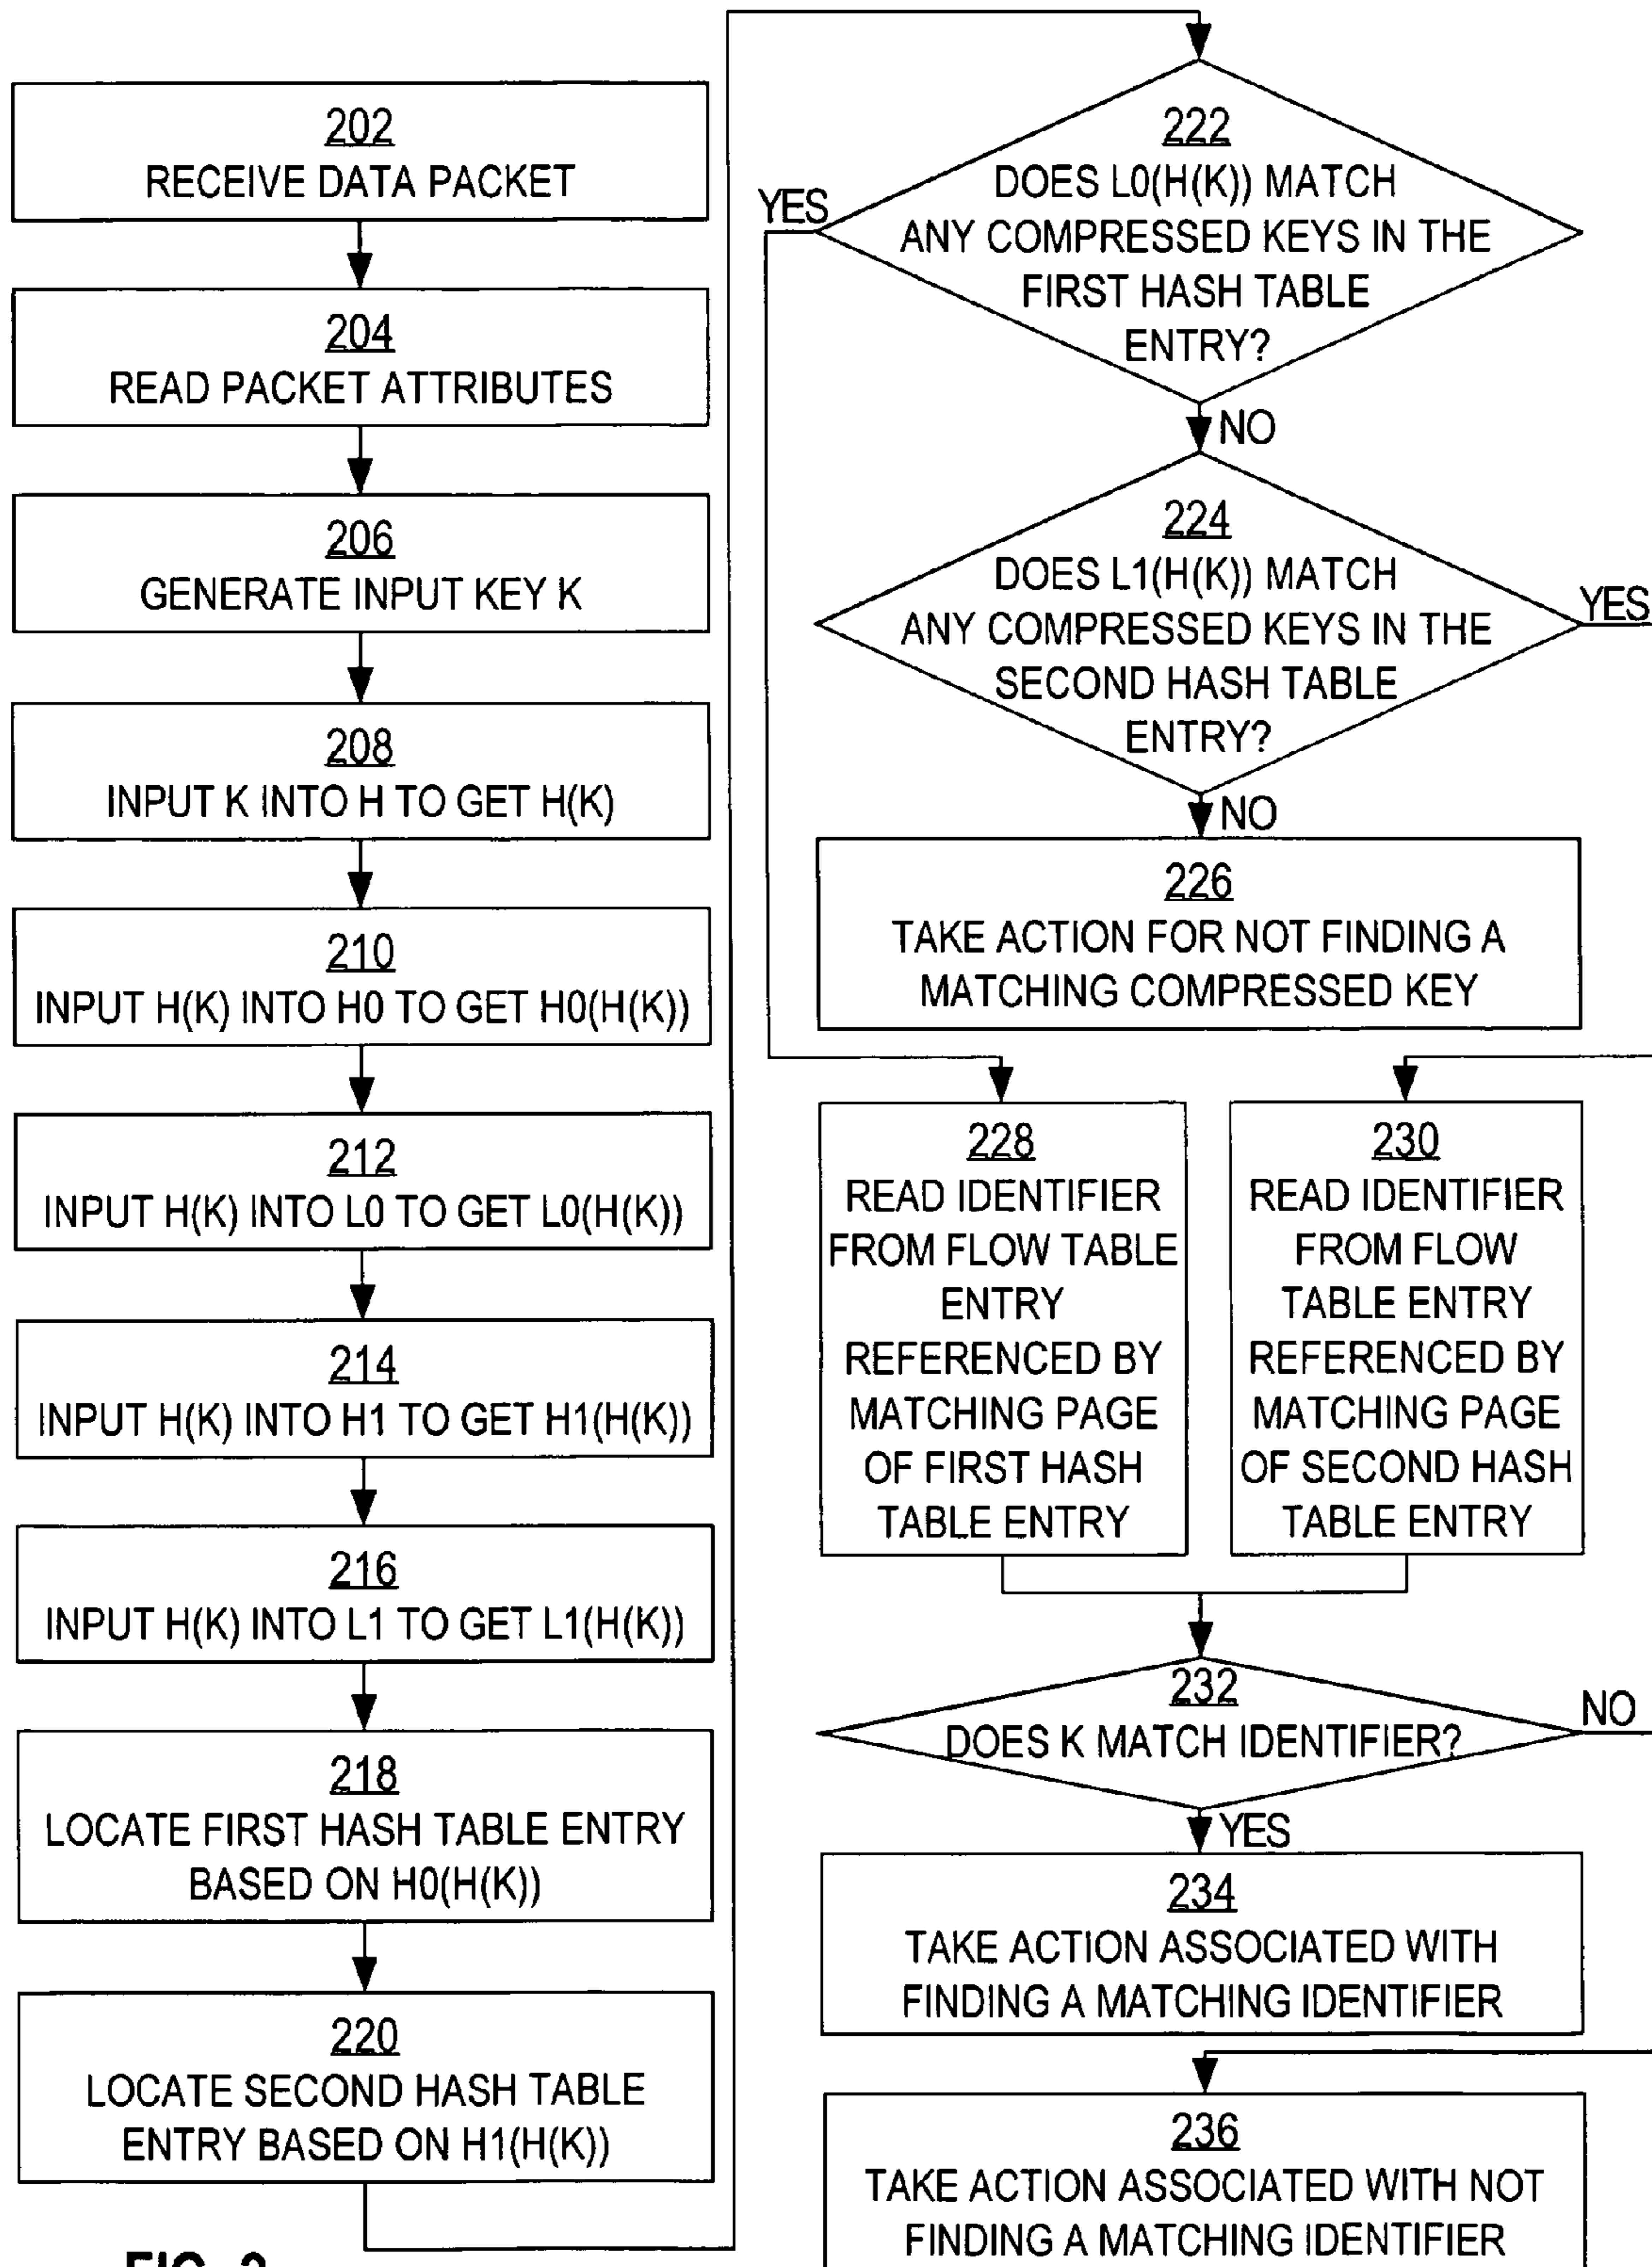 202
RECEIVE DATA PACKET
204
READ PACKET ATTRIBUTES
206
GENERATE INPUT KEY K
208
INPUT K INTO H TO GET H(K)
210
INPUT H(K) INTO H0 TO GET H0(H(K))
212
INPUT H(K) INTO L0 TO GET L0(H(K))
214
INPUT H(K) INTO H1 TO GET H1(H(K))
216
INPUT H(K) INTO L1 TO GET L1(H(K))
218
LOCATE FIRST HASH TABLE ENTRY
BASED ON H0(H(K))
220
LOCATE SECOND HASH TABLE
ENTRY BASED ON H1(H(K))
222
DOES L0(H(K)) MATCH
ANY COMPRESSED KEYS IN THE
FIRST HASH TABLE
ENTRY?
YES
NO
224
DOES L1(H(K)) MATCH
ANY COMPRESSED KEYS IN THE
SECOND HASH TABLE
ENTRY?
YES
NO
226
TAKE ACTION FOR NOT FINDING A
MATCHING COMPRESSED KEY
228
READ IDENTIFIER
FROM FLOW TABLE
ENTRY
REFERENCED BY
MATCHING PAGE
OF FIRST HASH
TABLE ENTRY
230
READ IDENTIFIER
FROM FLOW
TABLE ENTRY
REFERENCED BY
MATCHING PAGE
OF SECOND HASH
TABLE ENTRY
232
DOES K MATCH IDENTIFIER?
NO
YES
234
TAKE ACTION ASSOCIATED WITH
FINDING A MATCHING IDENTIFIER
236
TAKE ACTION ASSOCIATED WITH NOT
FINDING A MATCHING IDENTIFIER
FIG.